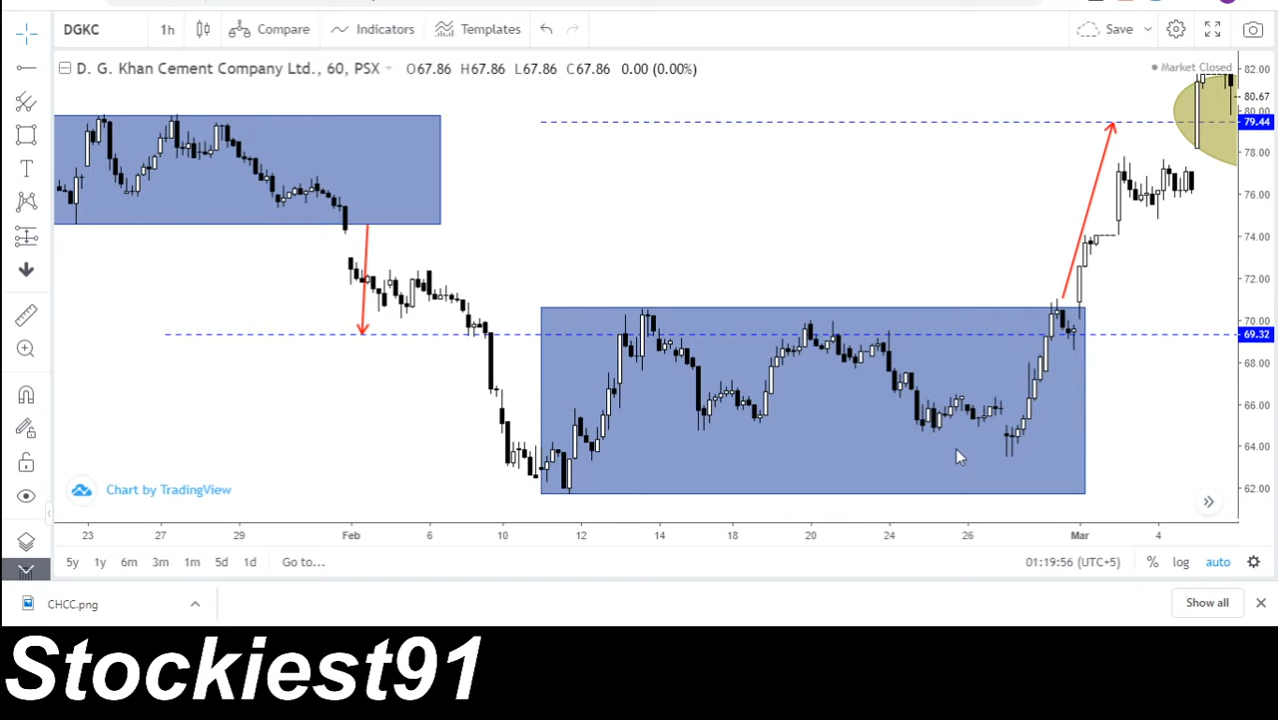 DGKC 1h Compare Indicators Templates Save
D. G. Khan Cement Company Ltd., 60, PSX O67.86 H67.86 L67.86 C67.86 0.00 (0.00%)
Market Closed
82.00
80.67
79.44
78.00
76.00
74.00
72.00
70.00
69.32
68.00
66.00
64.00
62.00
Chart by TradingView
23 27 29 Feb 6 10 12 14 18 20 24 26 Mar 4
5y 1y 6m 3m 1m 5d 1d Go to... 01:19:56 (UTC+5) % log auto
CHCC.png Show all
Stockiest91